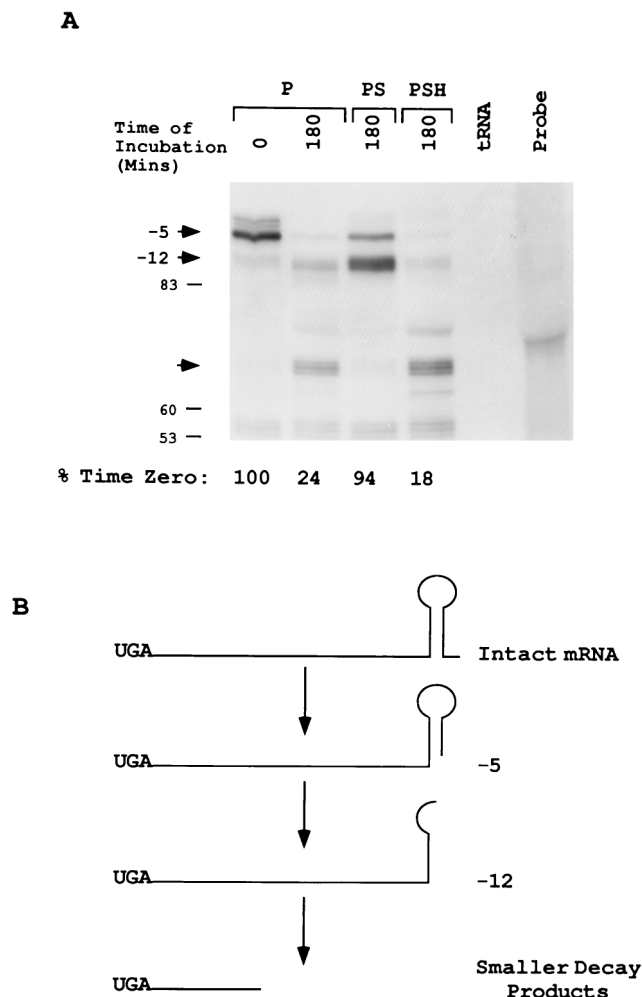 A
P PS PSH
Time of
Incubation
(Mins)
0 180 180 180 tRNA Probe
-5
-12
83
60
53
% Time Zero: 100 24 94 18
B
UGA Intact mRNA
UGA -5
UGA -12
UGA Smaller Decay
Products